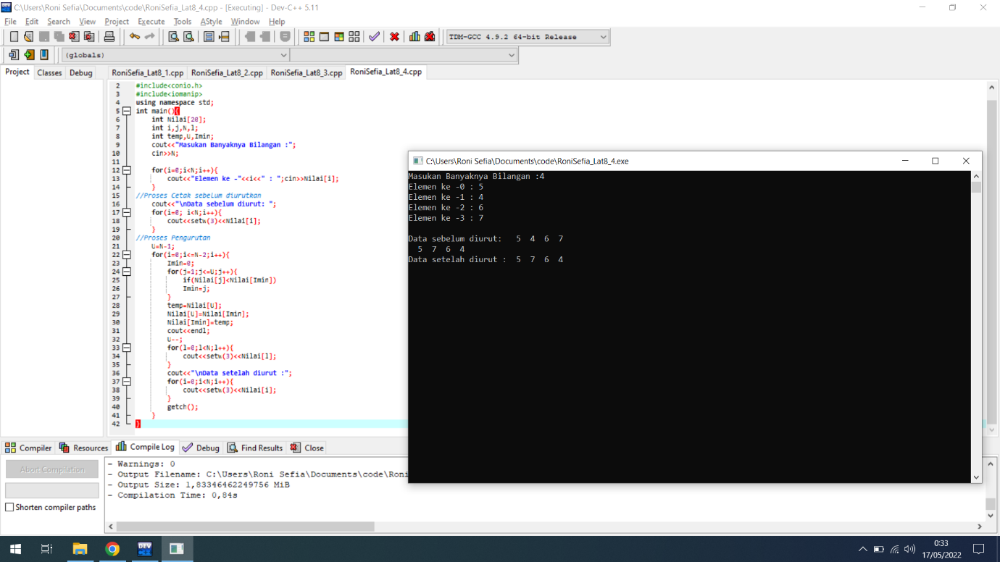 C:\Users\Roni Sefia\Documents\code\RoniSefia_Lat8_4.cpp - [Executing] - Dev-C++ 5.11
File Edit Search View Project Execute Tools AStyle Window Help
TDM-GCC 4.9.2 64-bit Release
(globals)
Project Classes Debug
RoniSefia_Lat8_1.cpp RoniSefia_Lat8_2.cpp RoniSefia_Lat8_3.cpp RoniSefia_Lat8_4.cpp
2 #include<conio.h>
3 #include<iomanip>
4 using namespace std;
5 int main(){
6 int Nilai[20];
7 int i,j,N,l;
8 int temp,U,Imin;
9 cout<<"Masukan Banyaknya Bilangan :";
10 cin>>N;
11
12 for(i=0;i<N;i++){
13 cout<<"Elemen ke -"<<i<<" : ";cin>>Nilai[i];
14 }
15 //Proses Cetak sebelum diurutkan
16 cout<<"\nData sebelum diurut: ";
17 for(i=0; i<N;i++){
18 cout<<setw(3)<<Nilai[i];
19 }
20 //Proses Pengurutan
21 U=N-1;
22 for(i=0;i<=N-2;i++){
23 Imin=0;
24 for(j=1;j<=U;j++){
25 if(Nilai[j]<Nilai[Imin])
26 Imin=j;
27 }
28 temp=Nilai[U];
29 Nilai[U]=Nilai[Imin];
30 Nilai[Imin]=temp;
31 cout<<endl;
32 U--;
33 for(l=0;l<N;l++){
34 cout<<setw(3)<<Nilai[l];
35 }
36 cout<<"\nData setelah diurut :";
37 for(i=0;i<N;i++){
38 cout<<setw(3)<<Nilai[i];
39 }
40 getch();
41 }
42 }
C:\Users\Roni Sefia\Documents\code\RoniSefia_Lat8_4.exe
Masukan Banyaknya Bilangan :4
Elemen ke -0 : 5
Elemen ke -1 : 4
Elemen ke -2 : 6
Elemen ke -3 : 7
Data sebelum diurut:   5  4  6  7
  5  7  6  4
Data setelah diurut :  5  7  6  4
Compiler Resources Compile Log Debug Find Results Close
Abort Compilation
Shorten compiler paths
- Warnings: 0
- Output Filename: C:\Users\Roni Sefia\Documents\code\Roni
- Output Size: 1,83346462249756 MiB
- Compilation Time: 0,84s
DEV
0:33
17/05/2022